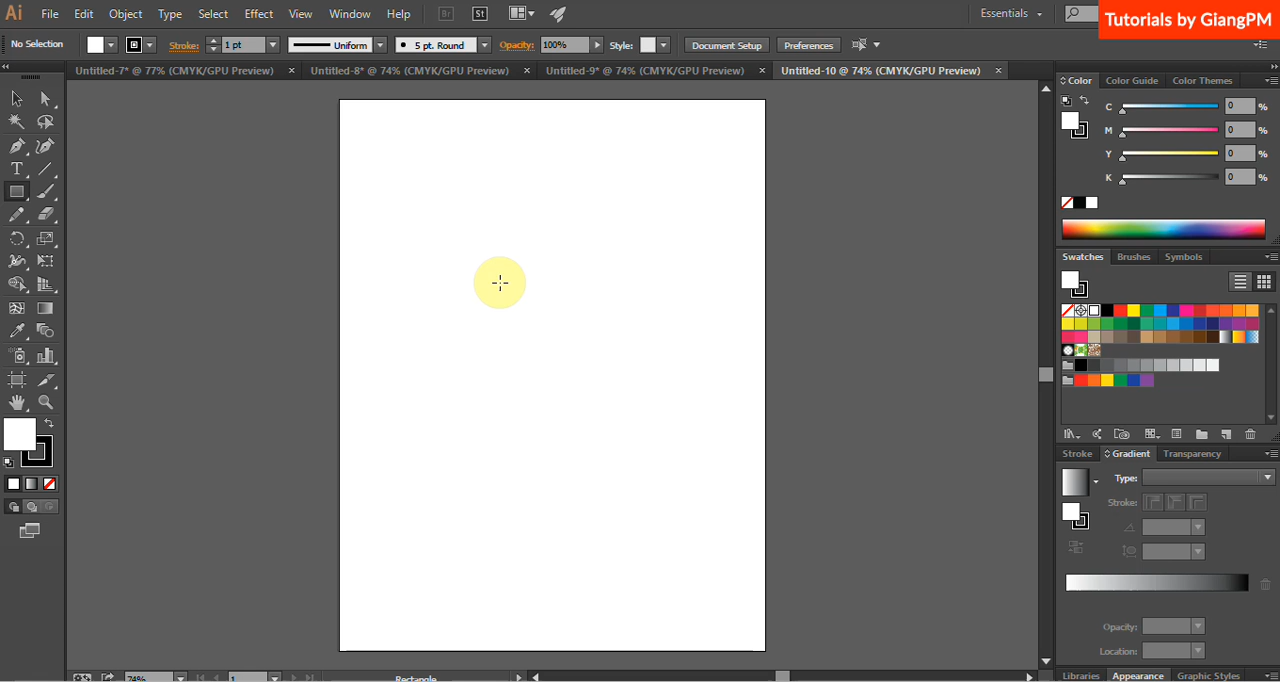 Ai File Edit Object Type Select Effect View Window Help Br St Essentials
Tutorials by GiangPM
No Selection Stroke: 1 pt Uniform 5 pt. Round Opacity: 100% Style: Document Setup Preferences
Untitled-7* @ 77% (CMYK/GPU Preview) × Untitled-8* @ 74% (CMYK/GPU Preview) × Untitled-9* @ 74% (CMYK/GPU Preview) × Untitled-10 @ 74% (CMYK/GPU Preview) ×
Color Color Guide Color Themes
C 0 %
M 0 %
Y 0 %
K 0 %
Swatches Brushes Symbols
Stroke Gradient Transparency
Type:
Stroke:
Opacity:
Location:
74% 1 Rectangle
Libraries Appearance Graphic Styles